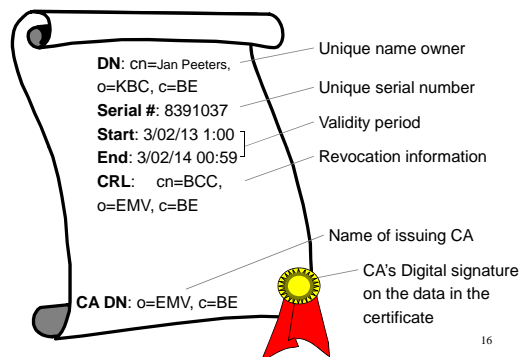 DN: cn=Jan Peeters,
o=KBC, c=BE
Serial #: 8391037
Start: 3/02/13 1:00
End: 3/02/14 00:59
CRL: cn=BCC,
o=EMV, c=BE
CA DN: o=EMV, c=BE
Unique name owner
Unique serial number
Validity period
Revocation information
Name of issuing CA
CA's Digital signature
on the data in the
certificate
16